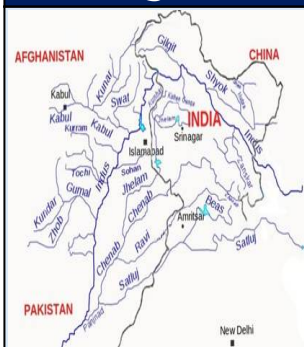 AFGHANISTAN
CHINA
Gilgit
Kunar
Swat
Shyok
Kabul
Kabul
Kabul
Kurram
INDIA
Srinagar
Indus
Islamabad
Indus
Tochi
Gumal
Sohan
Jhelam
Kundar
Zhob
Chenab
Beas
Amritsar
Chenab
Ravi
Satluj
Satluj
PAKISTAN
Panjnad
New Delhi